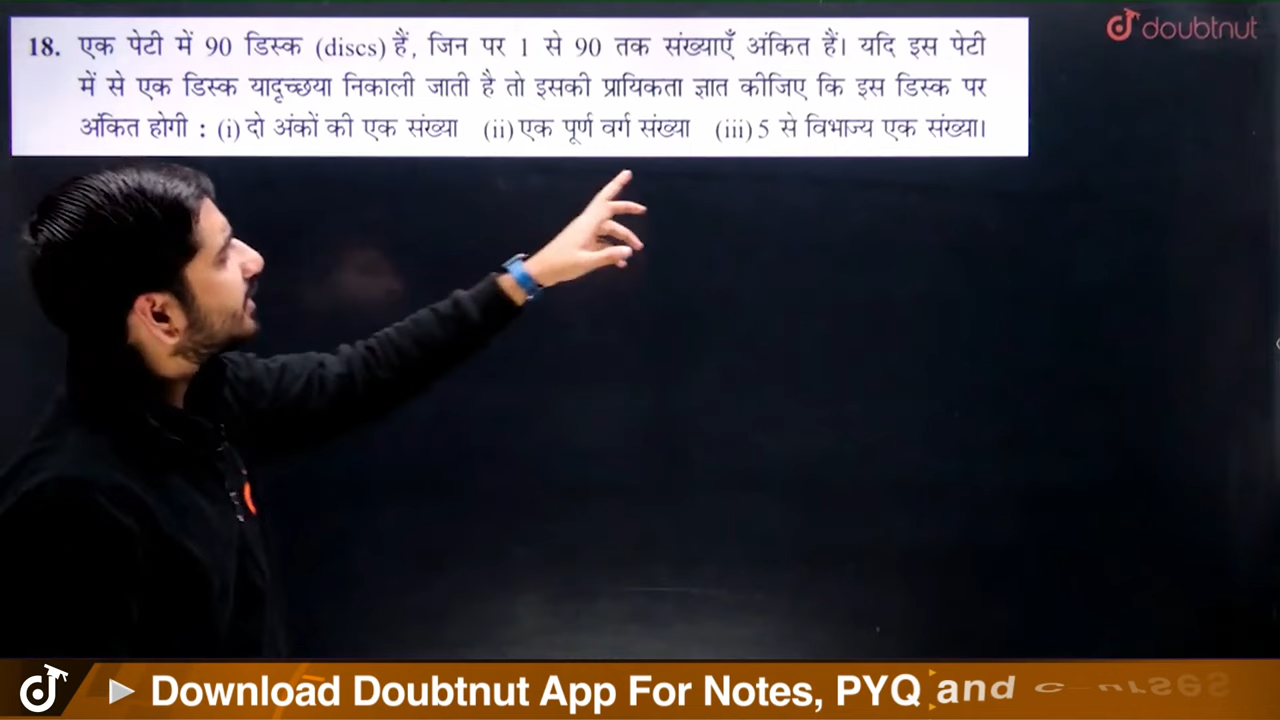 18. एक पेटी में 90 डिस्क (discs) हैं, जिन पर 1 से 90 तक संख्याएँ अंकित हैं। यदि इस पेटी
में से एक डिस्क यादृच्छया निकाली जाती है तो इसकी प्रायिकता ज्ञात कीजिए कि इस डिस्क पर
अंकित होगी : (i) दो अंकों की एक संख्या (ii) एक पूर्ण वर्ग संख्या (iii) 5 से विभाज्य एक संख्या।
doubtnut
Download Doubtnut App For Notes, PYQ and